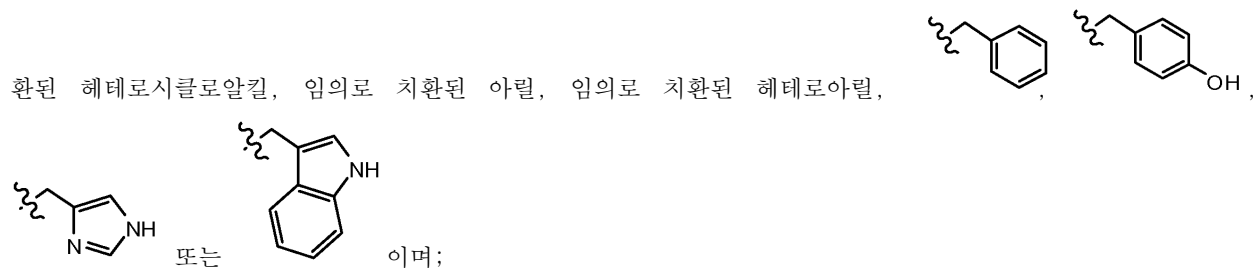 환된 헤테로시클로알킬, 임의로 치환된 아릴, 임의로 치환된 헤테로아릴, , OH ,
NH N 또는 NH 이며;